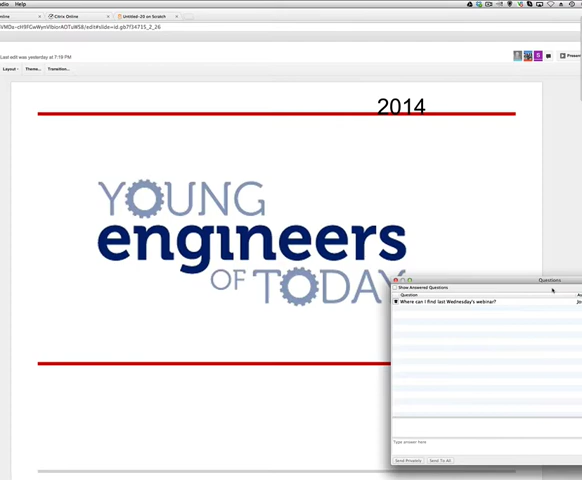 Help
Citrix Online
Untitled-20 on Scratch
Last edit was yesterday at 7:19 PM
Present
Layout
Theme...
Transition...
2014
YOUNG
engineers
OF TODAY
Questions
Show Answered Questions
Question
Where can I find last Wednesday's webinar?
Type answer here
Send Privately
Send To All